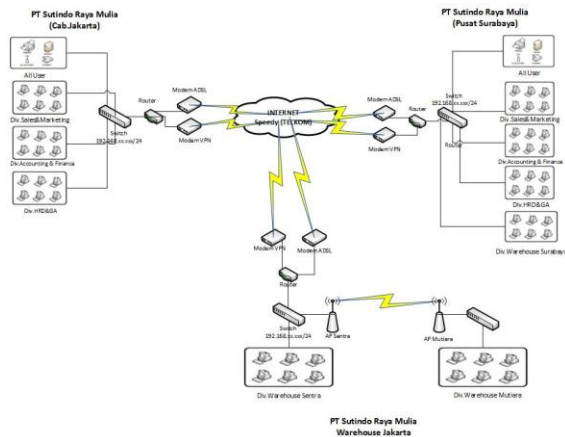 PT Sutindo Raya Mulia
(Cab.Jakarta)
All User
Div.Sales&Marketing
Div.Accounting & Finance
Div.HRD&GA
Switch
192.168.xx.xxx/24
Router
Modem ADSL
Modem VPN
INTERNET
Speedy (TELKOM)
PT Sutindo Raya Mulia
(Pusat Surabaya)
Modem ADSL
Modem VPN
Router
Switch
192.168.xx.xxx/24
Router
All User
Div.Sales&Marketing
Div.Accounting & Finance
Div.HRD&GA
Div.Warehouse Surabaya
Modem VPN
Modem ADSL
Router
Switch
192.168.xx.xxx/24
AP Sentra
AP Mutiera
Div.Warehouse Sentra
Div.Warehouse Mutiera
PT Sutindo Raya Mulia
Warehouse Jakarta